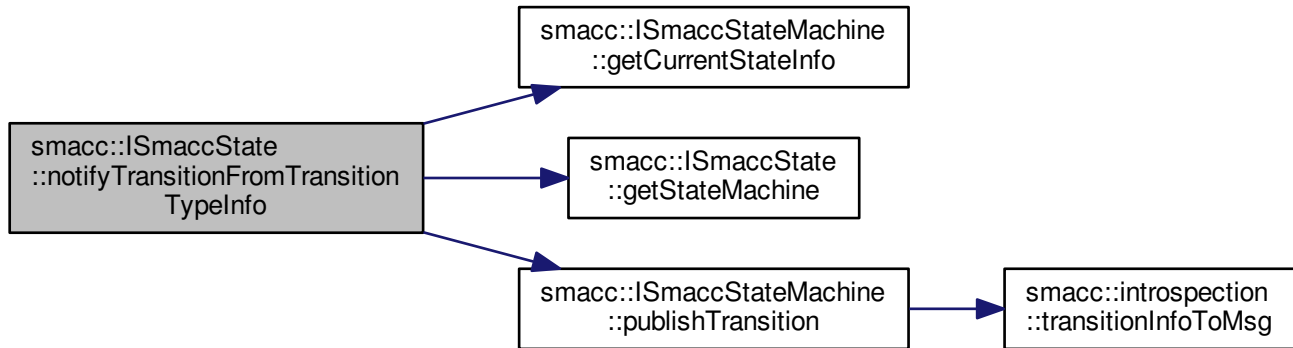 smacc::ISmaccState
::notifyTransitionFromTransition
TypeInfo
smacc::ISmaccStateMachine
::getCurrentStateInfo
smacc::ISmaccState
::getStateMachine
smacc::ISmaccStateMachine
::publishTransition
smacc::introspection
::transitionInfoToMsg